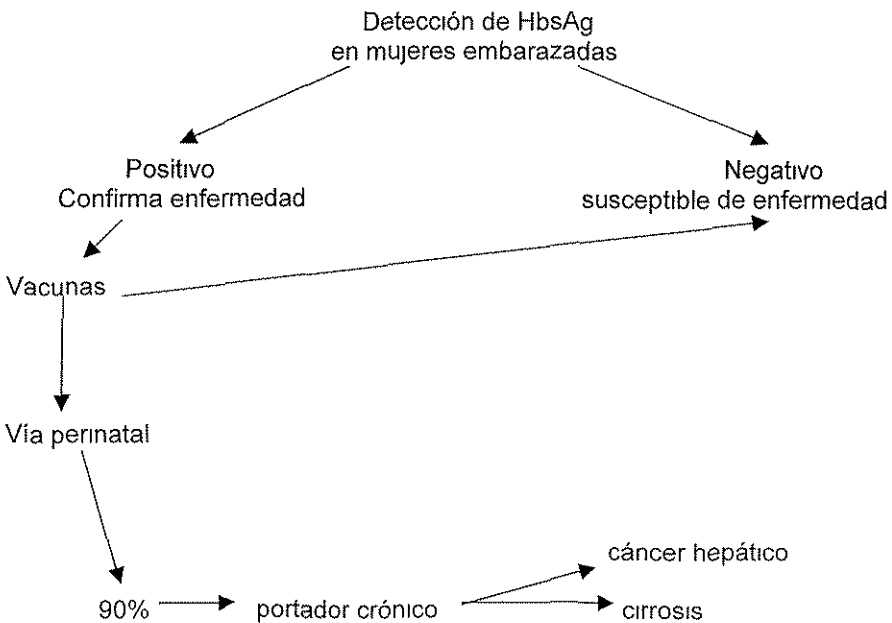 Detección de HbsAg
en mujeres embarazadas
Positivo
Confirma enfermedad
Negativo
susceptible de enfermedad
Vacunas
Vía perinatal
90%
portador crónico
cáncer hepático
cirrosis